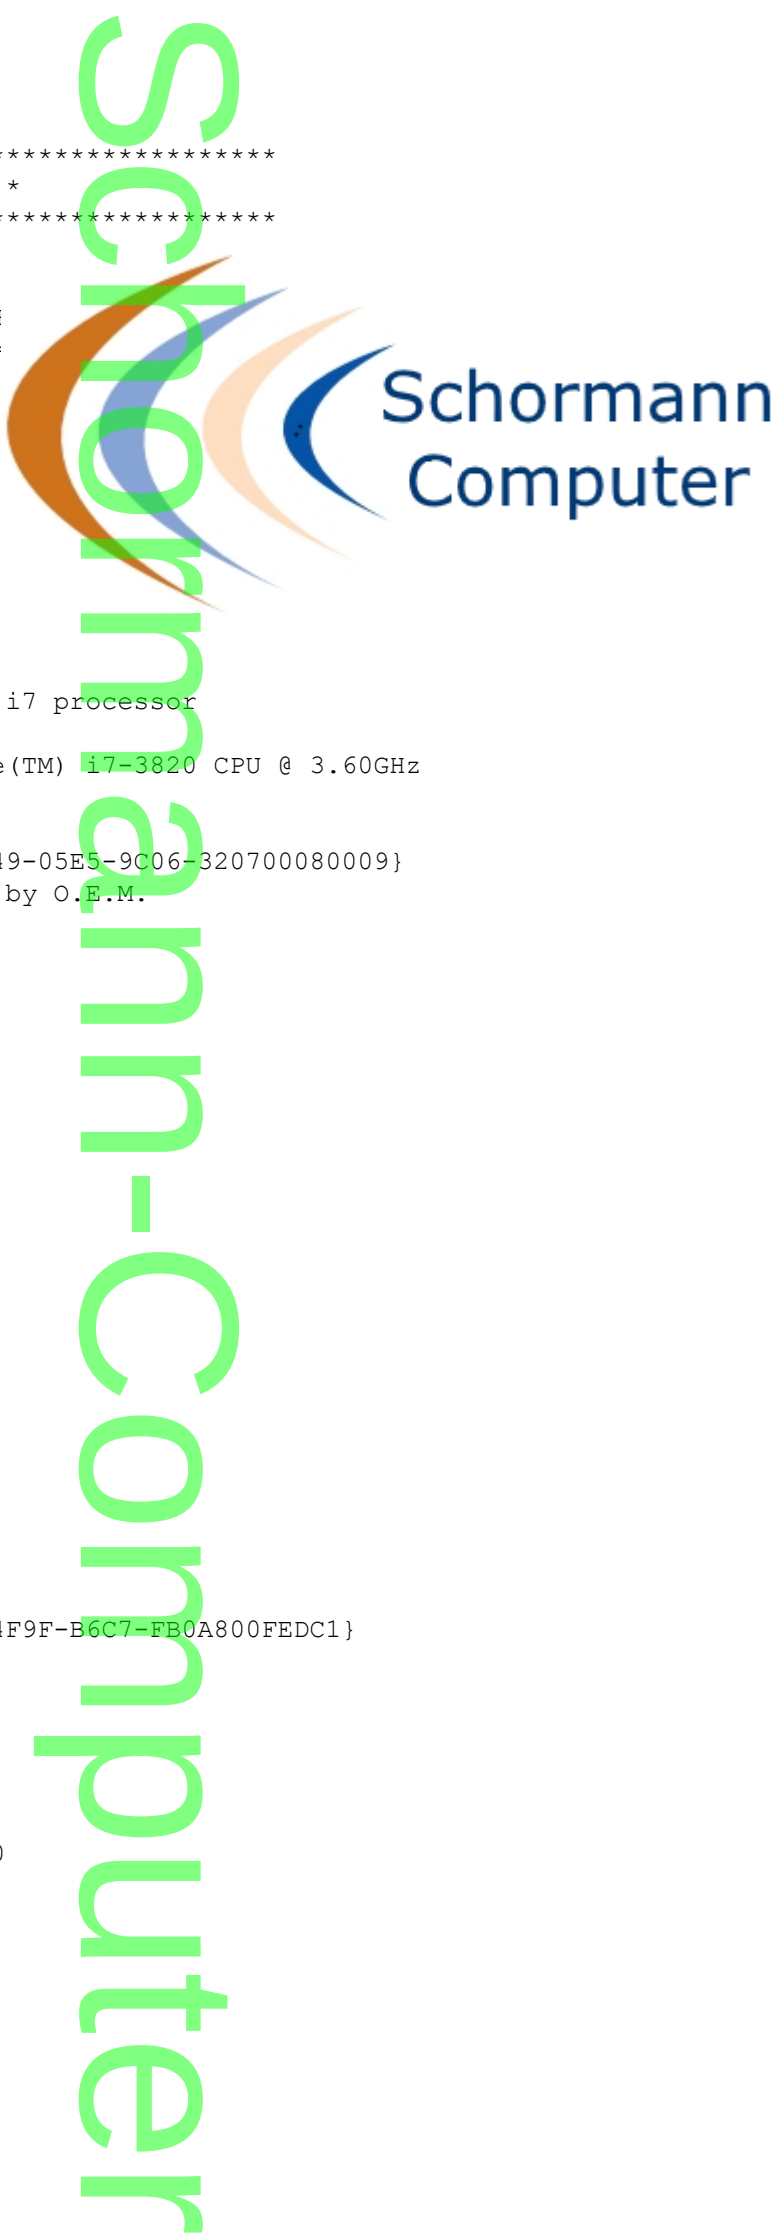 ******************
*
******************
Schormann
Computer
i7 processor
e(TM) i7-3820 CPU @ 3.60GHz
49-05E5-9C06-320700080009}
by O.E.M.
4F9F-B6C7-FB0A800FEDC1}
Schormann-Computer